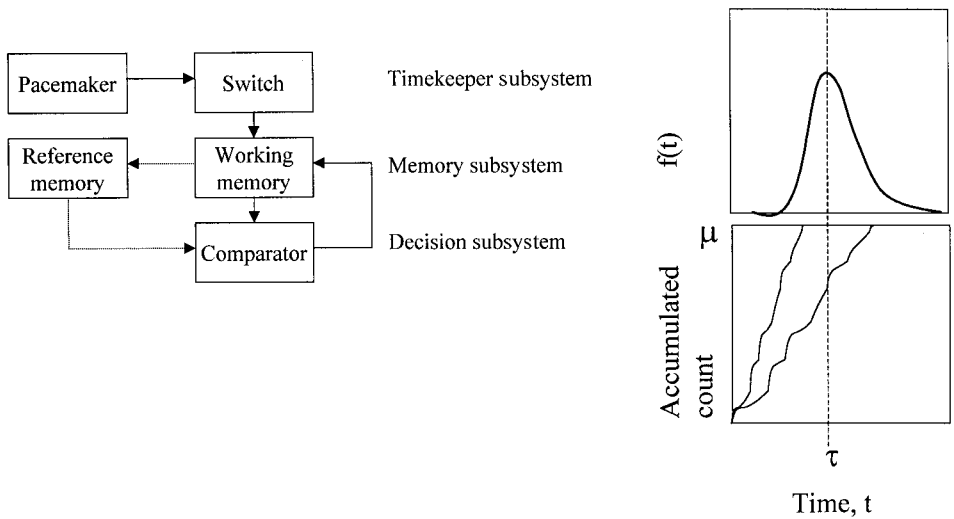 Pacemaker
Switch
Timekeeper subsystem
Reference
memory
Working
memory
Memory subsystem
Comparator
Decision subsystem
f(t)
μ
Accumulated
count
τ
Time, t